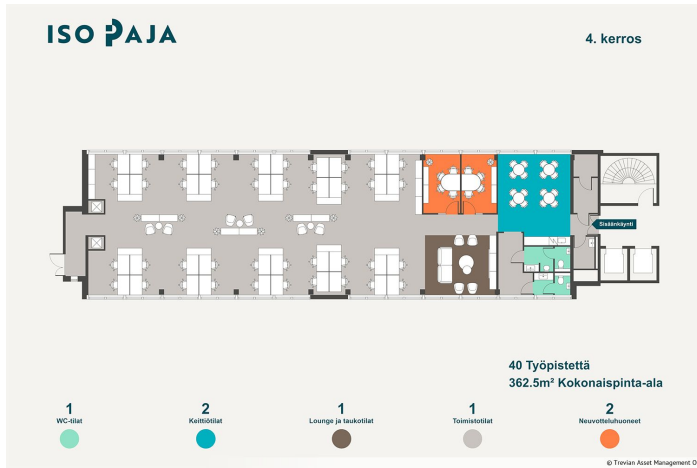 ISO PAJA
4. kerros
Sisäänkäynti
40 Työpistettä
362.5m² Kokonaispinta-ala
1
WC-tilat
2
Keittiötilat
1
Lounge ja taukotilat
1
Toimistotilat
2
Neuvotteluhuoneet
© Trevian Asset Management O